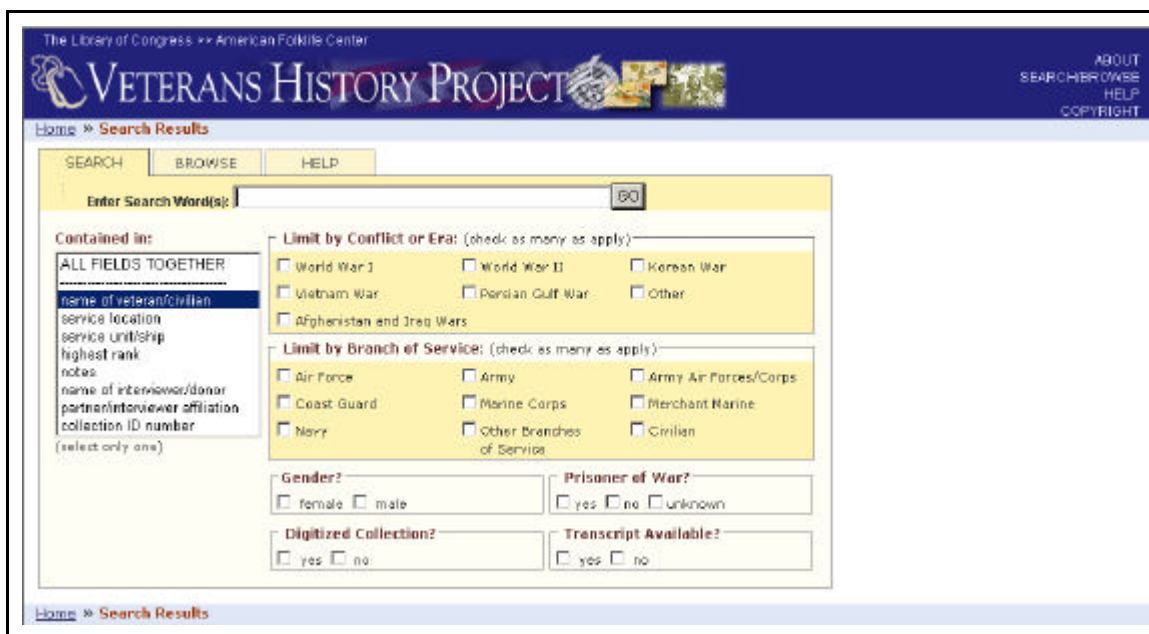 The Library of Congress >> American Folklife Center
VETERANS HISTORY PROJECT
ABOUT
SEARCH/BROWSE
HELP
COPYRIGHT
Home » Search Results
SEARCH BROWSE HELP
Enter Search Word(s): GO
Contained in:
ALL FIELDS TOGETHER
name of veteran/civilian
service location
service unit/ship
highest rank
notes
name of interviewer/donor
partner/interviewer affiliation
collection ID number
(select only one)
Limit by Conflict or Era: (check as many as apply)
World War I World War II Korean War
Vietnam War Persian Gulf War Other
Afghanistan and Iraq Wars
Limit by Branch of Service: (check as many as apply)
Air Force Army Army Air Forces/Corps
Coast Guard Marine Corps Merchant Marine
Navy Other Branches of Service Civilian
Gender?
female male
Prisoner of War?
yes no unknown
Digitized Collection?
yes no
Transcript Available?
yes no
Home » Search Results